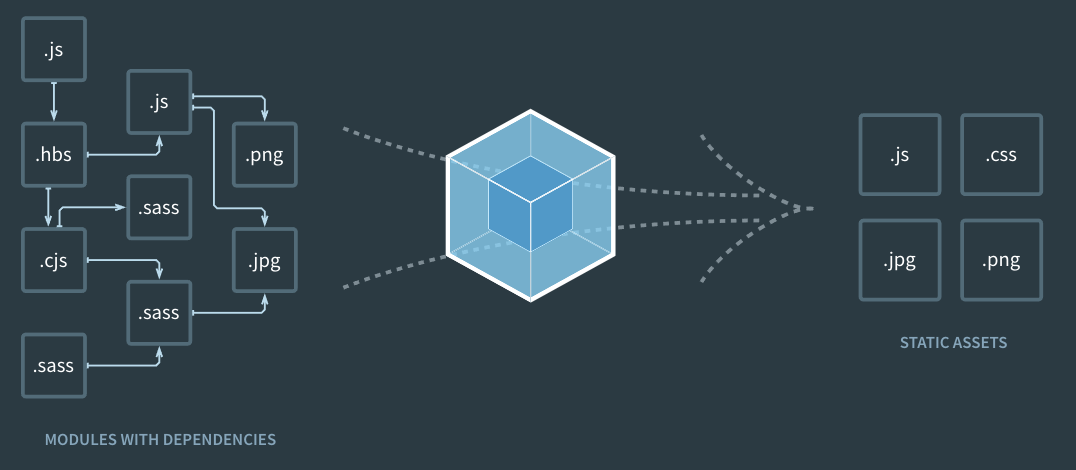 .js
.js
.hbs
.png
.sass
.cjs
.jpg
.sass
.sass
MODULES WITH DEPENDENCIES
.js
.css
.jpg
.png
STATIC ASSETS